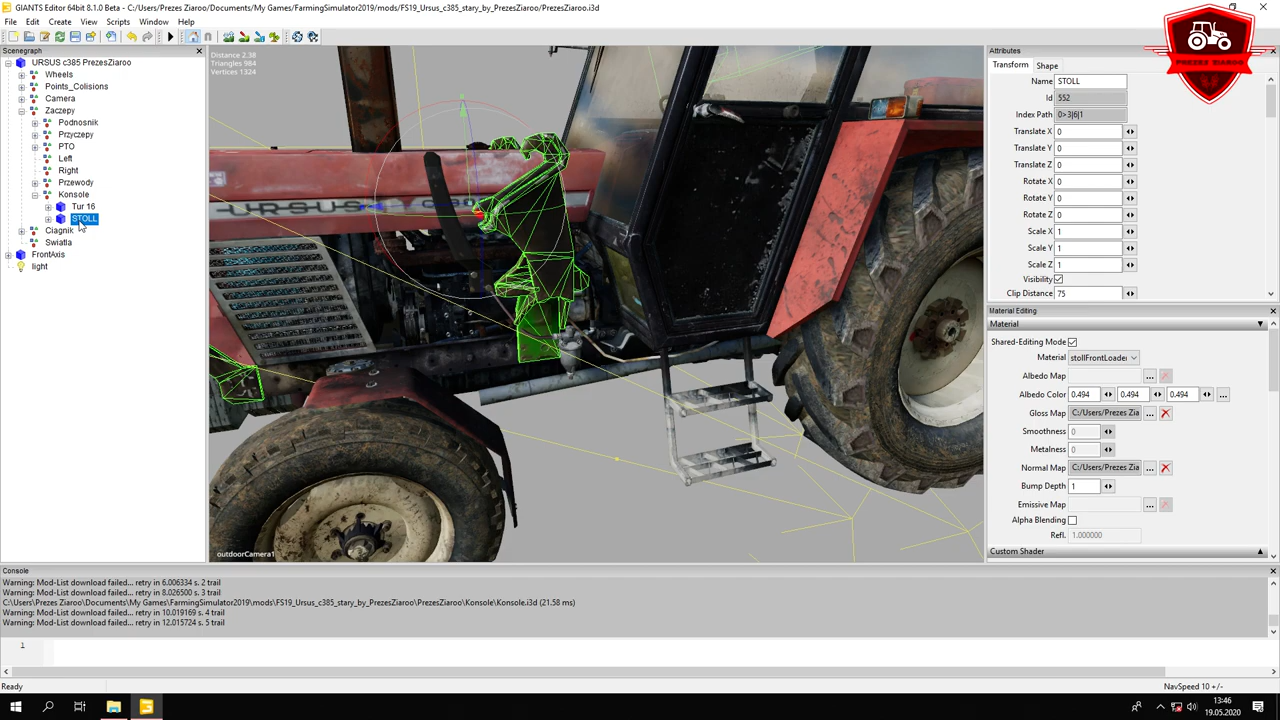 GIANTS Editor 64bit 8.1.0 Beta - C:/Users/Prezes Ziaroo/Documents/My Games/FarmingSimulator2019/mods/FS19_Ursus_c385_stary_by_PrezesZiaroo/PrezesZiaroo/PrezesZiaroo.i3d
File Edit Create View Scripts Window Help
PREZES ZIAROO
Scenegraph
URSUS c385 PrezesZiaroo
Wheels
Points_Colisions
Camera
Zaczepy
Podnosnik
Przyczepy
PTO
Left
Right
Przewody
Konsole
Tur 16
STOLL
Ciagnik
Swiatla
FrontAxis
light
Distance 2.38
Triangles 984
Vertices 1324
URSUS
outdoorCamera1
Attributes
Transform Shape
Name STOLL
Id 552
Index Path 0>3|6|1
Translate X 0
Translate Y 0
Translate Z 0
Rotate X 0
Rotate Y 0
Rotate Z 0
Scale X 1
Scale Y 1
Scale Z 1
Visibility
Clip Distance 75
Material Editing
Material
Shared-Editing Mode
Material stollFrontLoade
Albedo Map ...
Albedo Color 0.494 0.494 0.494 ...
Gloss Map C:/Users/Prezes Zia ...
Smoothness 0
Metalness 0
Normal Map C:/Users/Prezes Zia ...
Bump Depth 1
Emissive Map ...
Alpha Blending
Refl. 1.000000
Custom Shader
Console
Warning: Mod-List download failed... retry in 6.006334 s. 2 trail
Warning: Mod-List download failed... retry in 8.026500 s. 3 trail
C:\Users\Prezes Ziaroo\Documents\My Games\FarmingSimulator2019\mods\FS19_Ursus_c385_stary_by_PrezesZiaroo\PrezesZiaroo\Konsole\Konsole.i3d (21.58 ms)
Warning: Mod-List download failed... retry in 10.019169 s. 4 trail
Warning: Mod-List download failed... retry in 12.015724 s. 5 trail
1
Ready
NavSpeed 10 +/-
13:46
19.05.2020